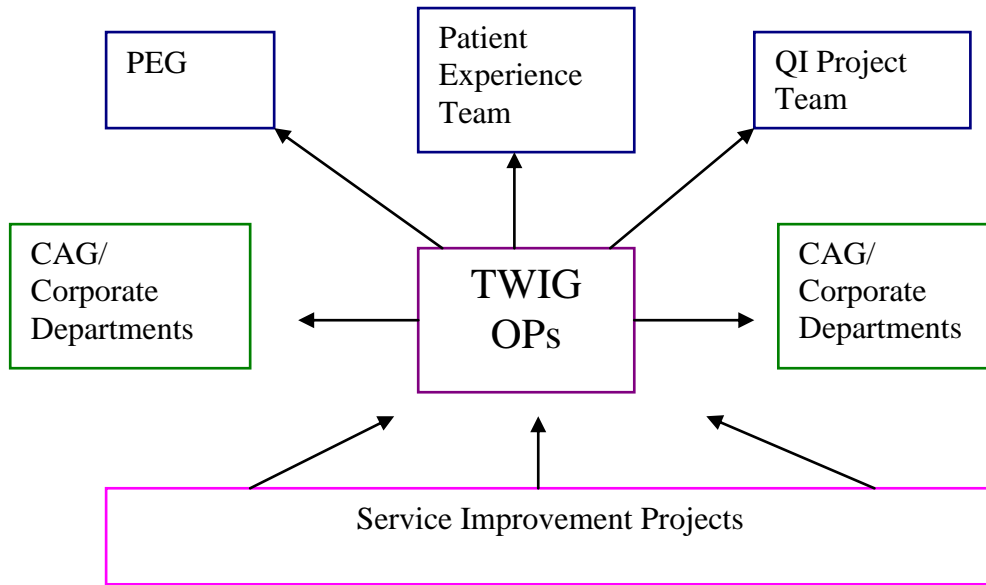 PEG
Patient
Experience
Team
QI Project
Team
CAG/
Corporate
Departments
TWIG
OPs
CAG/
Corporate
Departments
Service Improvement Projects